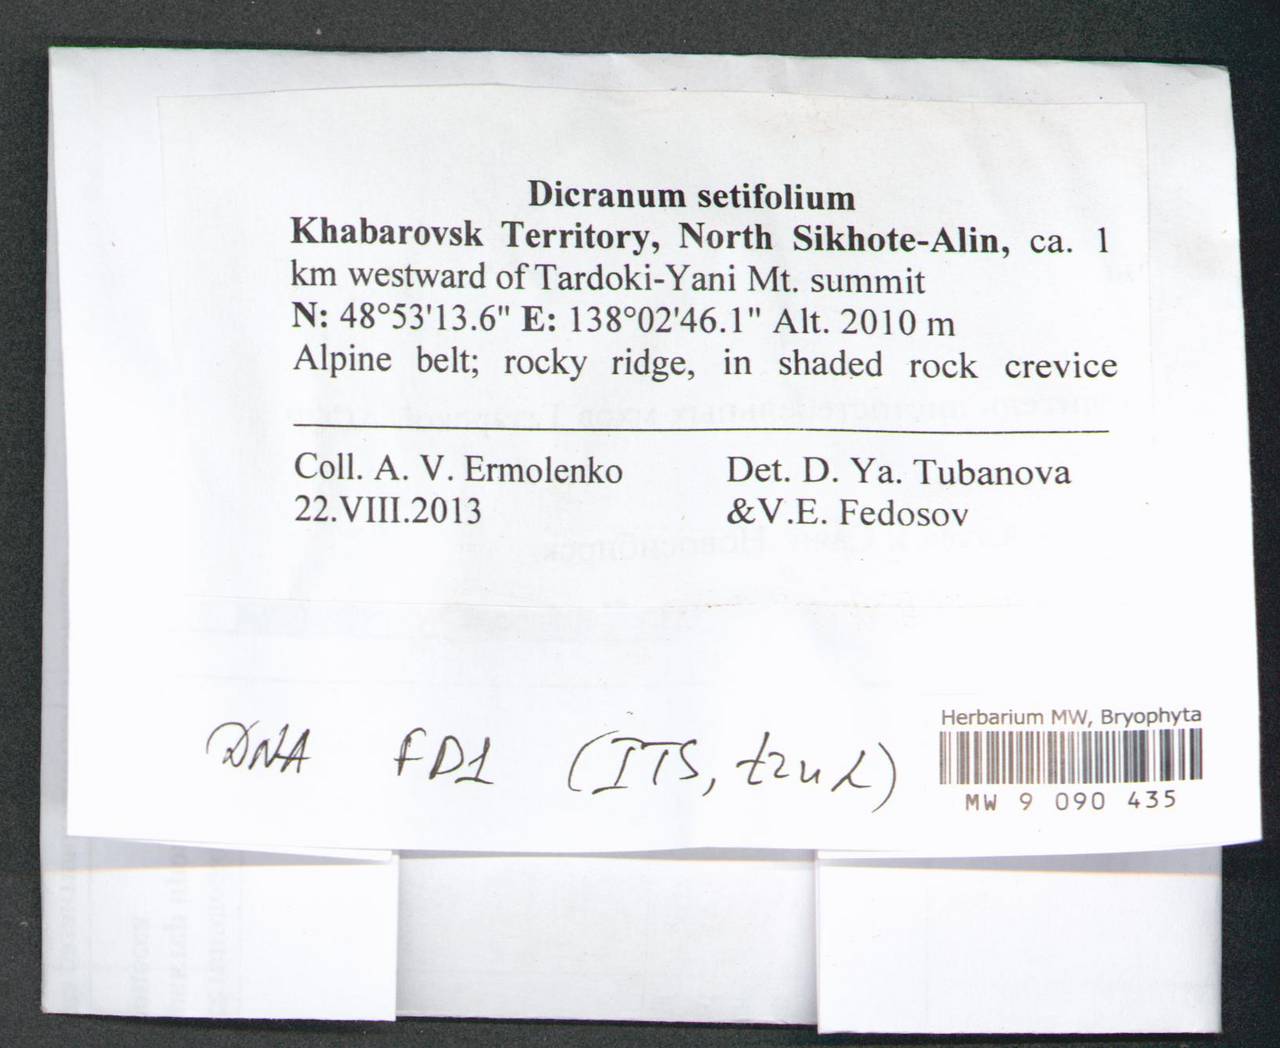 Dicranum setifolium
Khabarovsk Territory, North Sikhote-Alin, ca. 1
km westward of Tardoki-Yani Mt. summit
N: 48°53'13.6" E: 138°02'46.1" Alt. 2010 m
Alpine belt; rocky ridge, in shaded rock crevice
Coll. A. V. Ermolenko
22.VIII.2013
Det. D. Ya. Tubanova
&V.E. Fedosov
DNA FD1 (ITS, trnL)
Herbarium MW, Bryophyta
MW 9 090 435